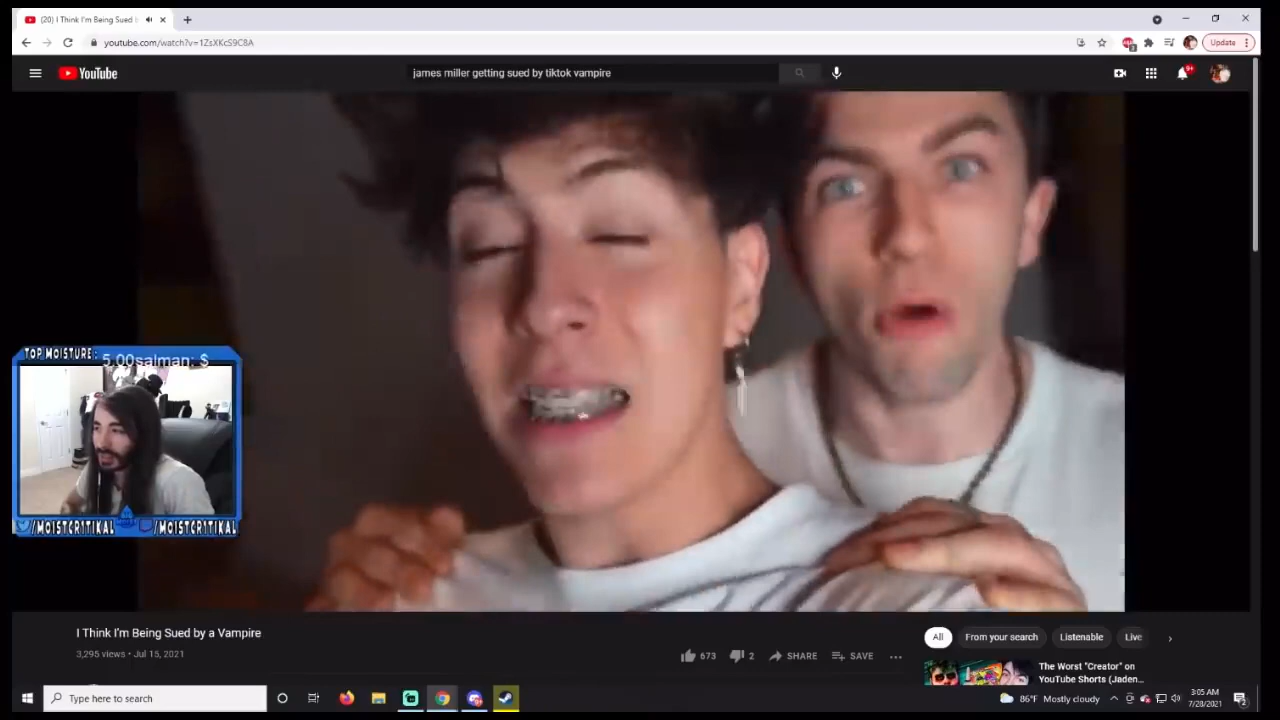 (20) I Think I'm Being Sued b
youtube.com/watch?v=1ZsXKcS9C8A
Update
YouTube
james miller getting sued by tiktok vampire
9+
TOP MOISTURE:
5.00salman: $
/MOISTCR1TIKAL
/MOISTCR1TIKAL
I Think I'm Being Sued by a Vampire
3,295 views • Jul 15, 2021
673
2
SHARE
SAVE
All
From your search
Listenable
Live
The Worst "Creator" on
YouTube Shorts (Jaden...
Type here to search
86°F Mostly cloudy
3:05 AM
7/28/2021
2